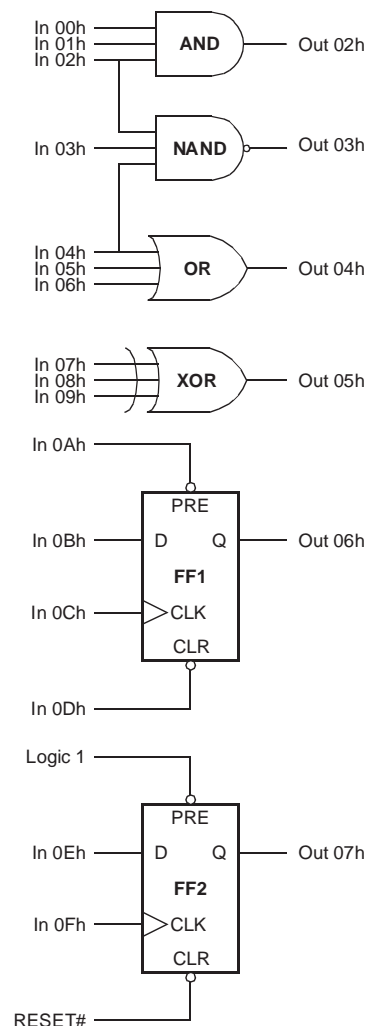 In 00h
In 01h
In 02h
AND
Out 02h
In 03h
NAND
Out 03h
In 04h
In 05h
In 06h
OR
Out 04h
In 07h
In 08h
In 09h
XOR
Out 05h
In 0Ah
PRE
In 0Bh
D Q
Out 06h
FF1
In 0Ch
CLK
CLR
In 0Dh
Logic 1
PRE
In 0Eh
D Q
Out 07h
FF2
In 0Fh
CLK
CLR
RESET#